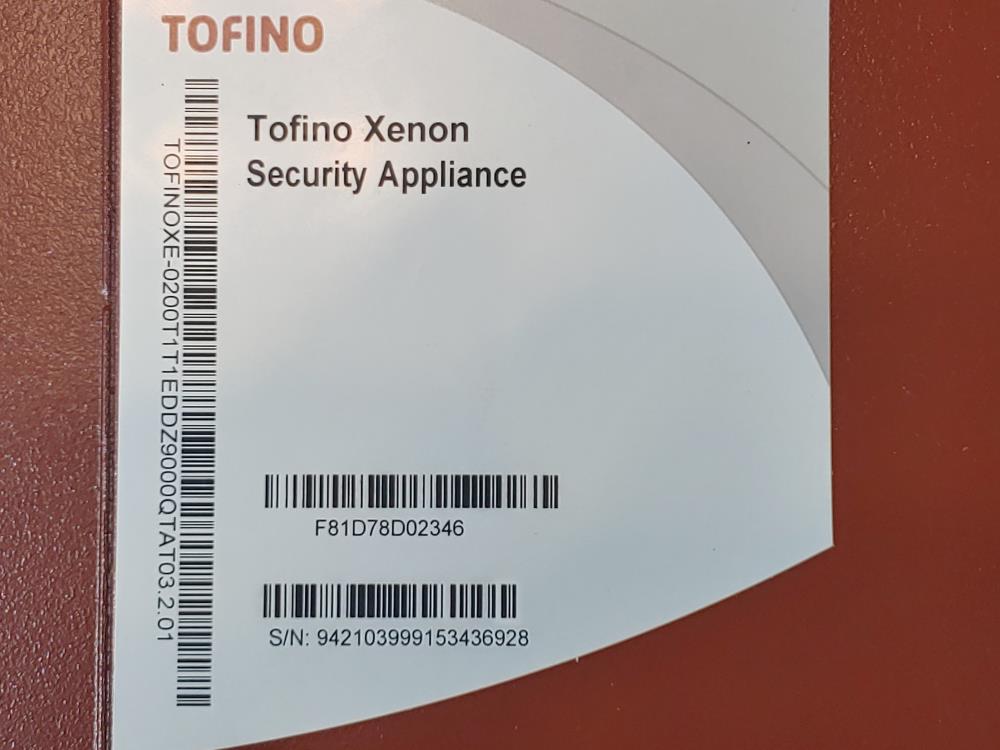 TOFINO
Tofino Xenon
Security Appliance
TOFINOXE-0200T1T1EDDZ9000QTAT03.2.01
F81D78D02346
S/N: 942103999153436928